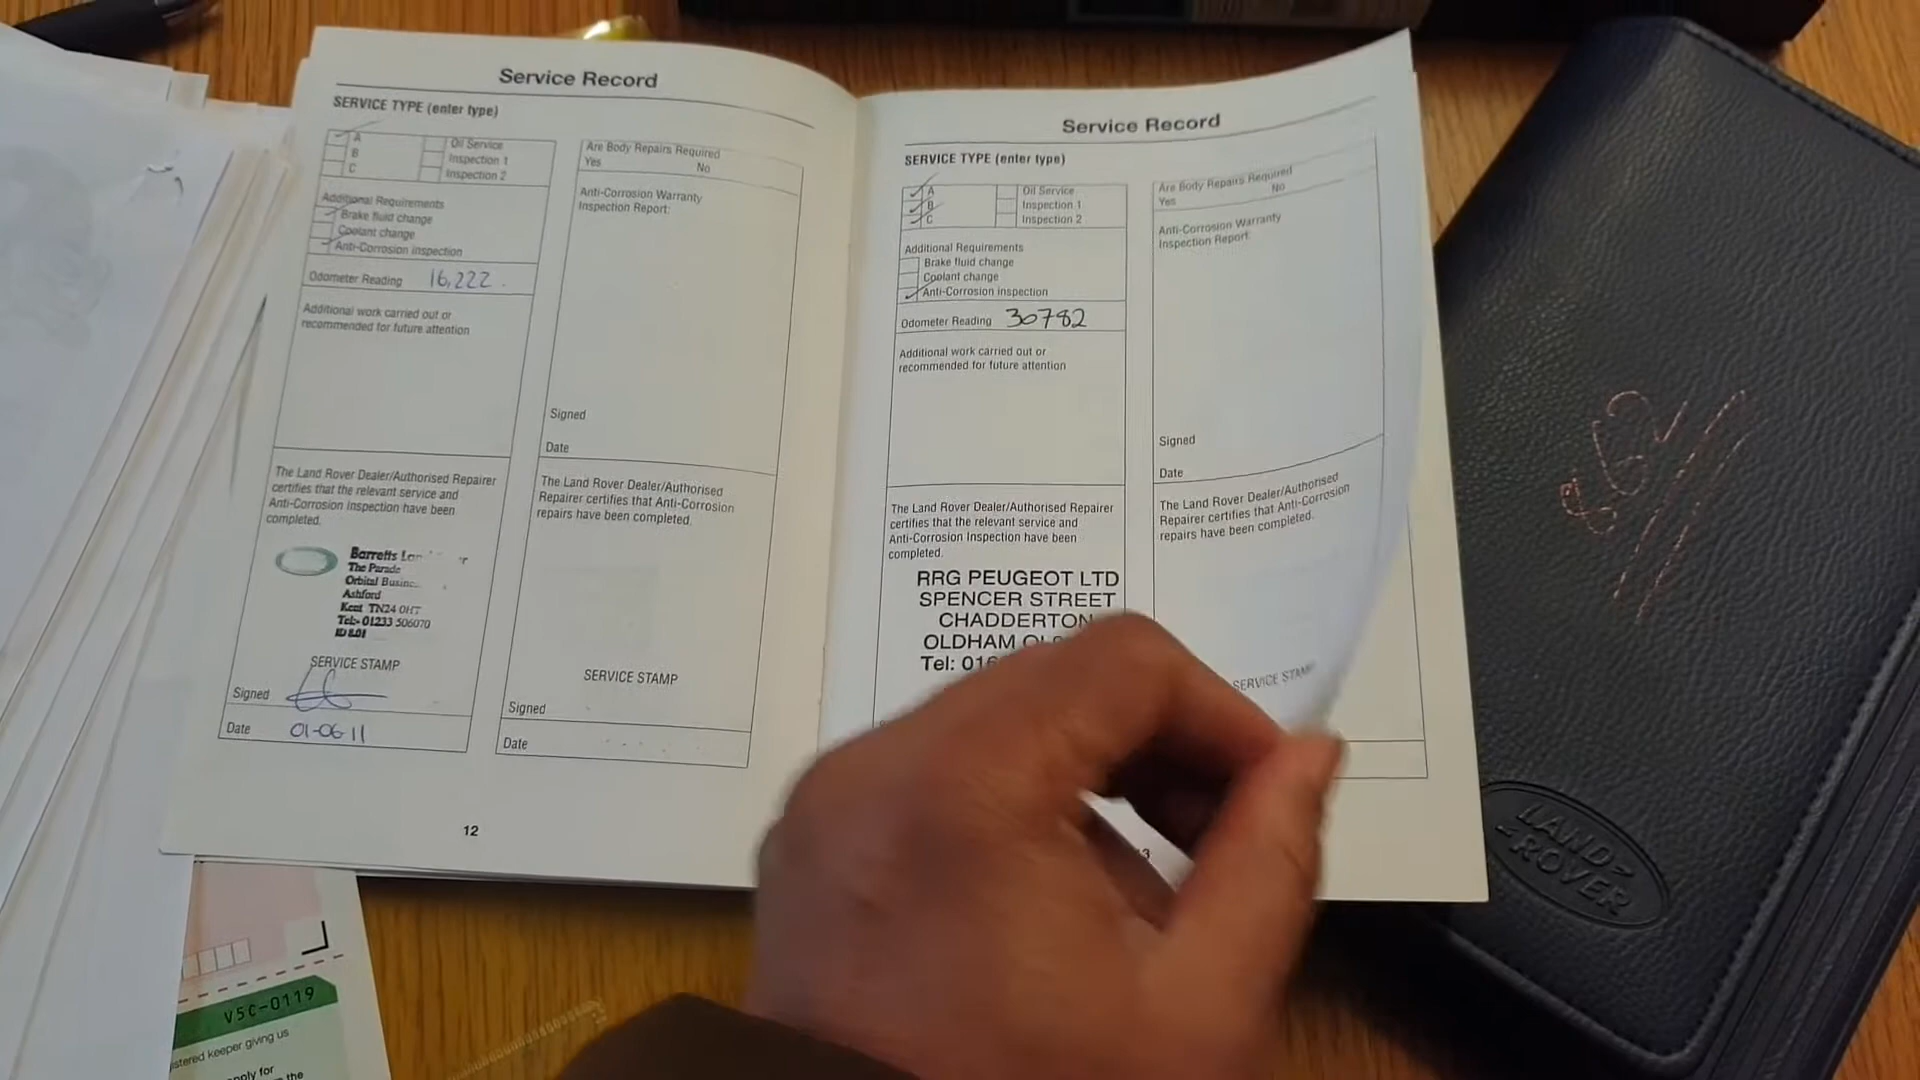 Service Record
SERVICE TYPE (enter type)
A
B
C
Oil Service
Inspection 1
Inspection 2
Additional Requirements
Brake fluid change
Coolant change
Anti-Corrosion inspection
Odometer Reading 16,222
Additional work carried out or
recommended for future attention
The Land Rover Dealer/Authorised Repairer
certifies that the relevant service and
Anti-Corrosion Inspection have been
completed.
Barretts
The Parade
Orbital
Ashford
Kent TN24 0HT
Tel:- 01233 506070
SERVICE STAMP
Signed
Date 01-06-11
Are Body Repairs Required
Yes No
Anti-Corrosion Warranty
Inspection Report:
Signed
Date
The Land Rover Dealer/Authorised
Repairer certifies that Anti-Corrosion
repairs have been completed.
SERVICE STAMP
Signed
Date
12
Service Record
SERVICE TYPE (enter type)
A
B
C
Oil Service
Inspection 1
Inspection 2
Additional Requirements
Brake fluid change
Coolant change
Anti-Corrosion inspection
Odometer Reading 30782
Additional work carried out or
recommended for future attention
The Land Rover Dealer/Authorised Repairer
certifies that the relevant service and
Anti-Corrosion Inspection have been
completed.
RRG PEUGEOT LTD
SPENCER STREET
CHADDERTON
OLDHAM
Tel:
Are Body Repairs Required
Yes No
Anti-Corrosion Warranty
Inspection Report:
Signed
Date
The Land Rover Dealer/Authorised
Repairer certifies that Anti-Corrosion
repairs have been completed.
SERVICE
LAND
ROVER
V5C-0119
keeper giving us
for
the